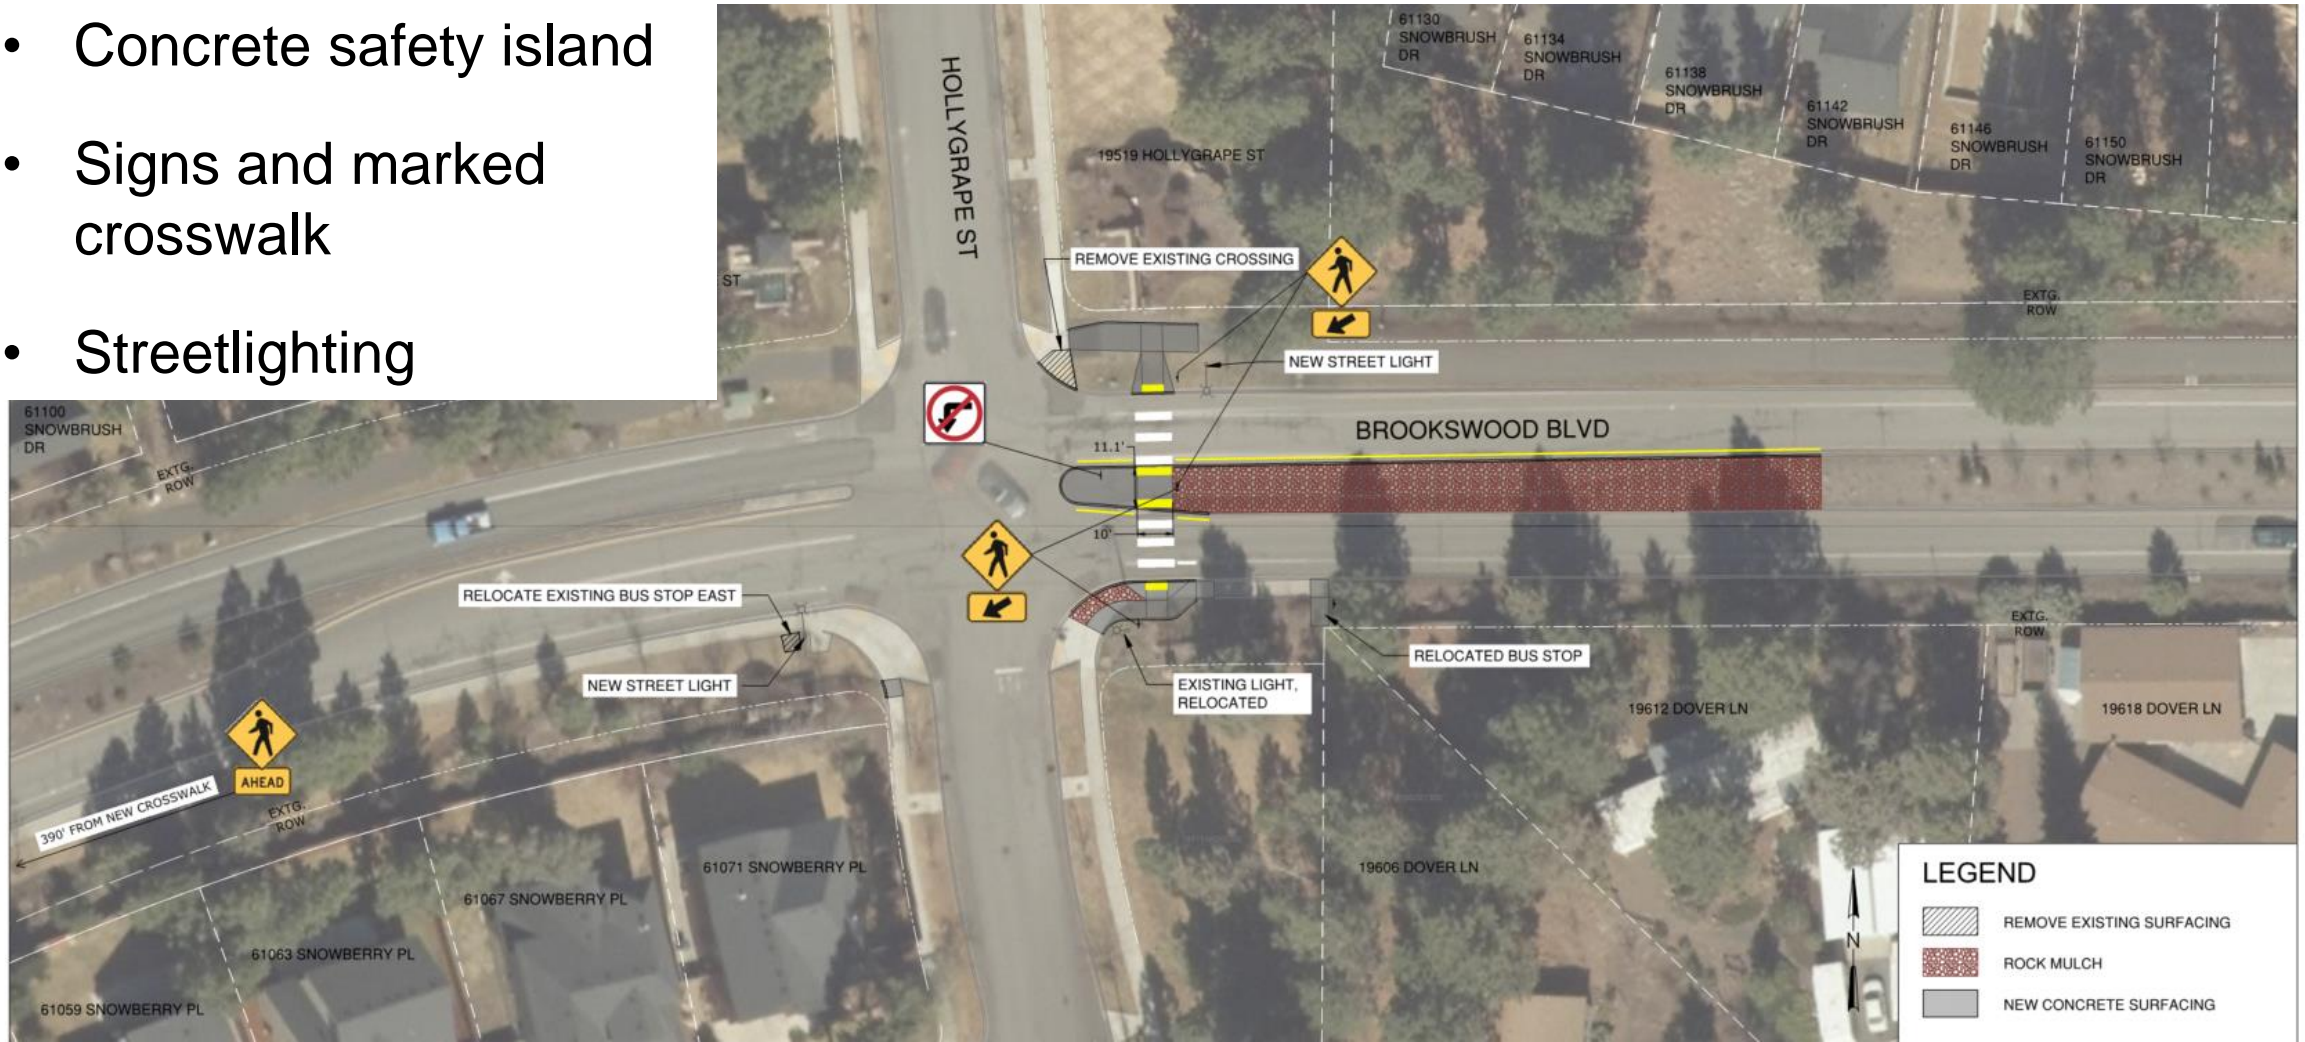 • Concrete safety island
• Signs and marked
crosswalk
• Streetlighting
61130
SNOWBRUSH
DR
61134
SNOWBRUSH
DR
61138
SNOWBRUSH
DR
61142
SNOWBRUSH
DR
61146
SNOWBRUSH
DR
61150
SNOWBRUSH
DR
HOLLYGRAPE ST
19519 HOLLYGRAPE ST
ST
REMOVE EXISTING CROSSING
EXTG.
ROW
NEW STREET LIGHT
61100
SNOWBRUSH
DR
EXTG.
ROW
BROOKSWOOD BLVD
11.1'
10'
RELOCATE EXISTING BUS STOP EAST
NEW STREET LIGHT
EXISTING LIGHT,
RELOCATED
RELOCATED BUS STOP
EXTG.
ROW
19612 DOVER LN
19618 DOVER LN
AHEAD
390' FROM NEW CROSSWALK
EXTG.
ROW
61071 SNOWBERRY PL
61067 SNOWBERRY PL
61063 SNOWBERRY PL
61059 SNOWBERRY PL
19606 DOVER LN
N
LEGEND
REMOVE EXISTING SURFACING
ROCK MULCH
NEW CONCRETE SURFACING